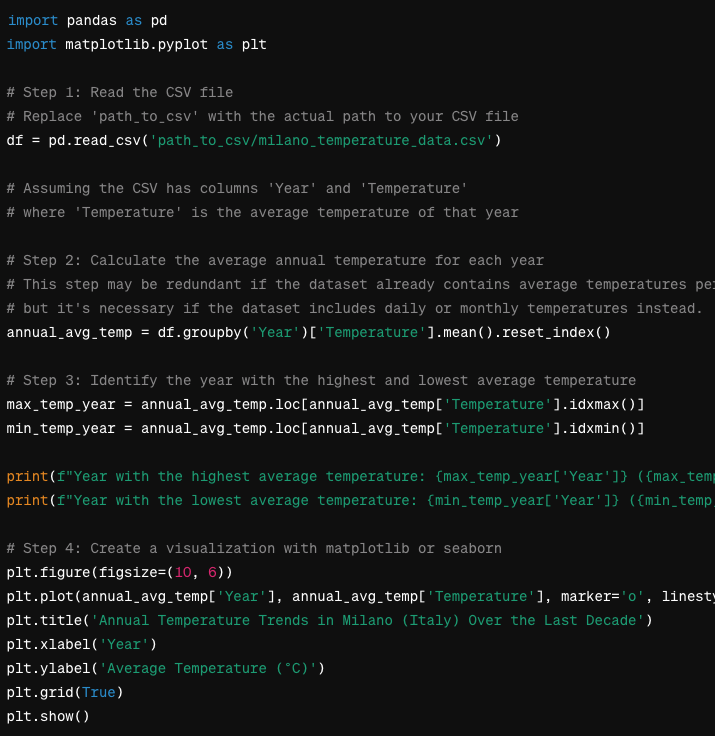 import pandas as pd
import matplotlib.pyplot as plt
# Step 1: Read the CSV file
# Replace 'path_to_csv' with the actual path to your CSV file
df = pd.read_csv('path_to_csv/milano_temperature_data.csv')
# Assuming the CSV has columns 'Year' and 'Temperature'
# where 'Temperature' is the average temperature of that year
# Step 2: Calculate the average annual temperature for each year
# This step may be redundant if the dataset already contains average temperatures pe
# but it's necessary if the dataset includes daily or monthly temperatures instead.
annual_avg_temp = df.groupby('Year')['Temperature'].mean().reset_index()
# Step 3: Identify the year with the highest and lowest average temperature
max_temp_year = annual_avg_temp.loc[annual_avg_temp['Temperature'].idxmax()]
min_temp_year = annual_avg_temp.loc[annual_avg_temp['Temperature'].idxmin()]
print(f"Year with the highest average temperature: {max_temp_year['Year']} ({max_tem
print(f"Year with the lowest average temperature: {min_temp_year['Year']} ({min_temp
# Step 4: Create a visualization with matplotlib or seaborn
plt.figure(figsize=(10, 6))
plt.plot(annual_avg_temp['Year'], annual_avg_temp['Temperature'], marker='o', linest
plt.title('Annual Temperature Trends in Milano (Italy) Over the Last Decade')
plt.xlabel('Year')
plt.ylabel('Average Temperature (°C)')
plt.grid(True)
plt.show()